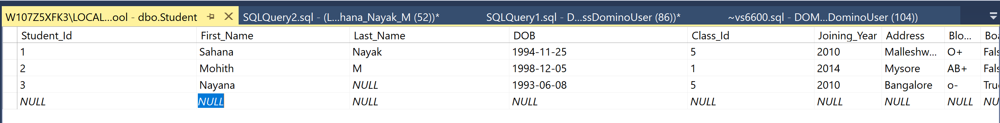 W107Z5XFK3\LOCAL...ool - dbo.Student SQLQuery2.sql - (L...hana_Nayak_M (52))* SQLQuery1.sql - D...ssDominoUser (86))* ~vs6600.sql - DOM...DominoUser (104))
Student_Id First_Name Last_Name DOB Class_Id Joining_Year Address Blo... Boa
1 Sahana Nayak 1994-11-25 5 2010 Malleshw... O+ Fals
2 Mohith M 1998-12-05 1 2014 Mysore AB+ Fals
3 Nayana NULL 1993-06-08 5 2010 Bangalore o- True
NULL NULL NULL NULL NULL NULL NULL NULL NU